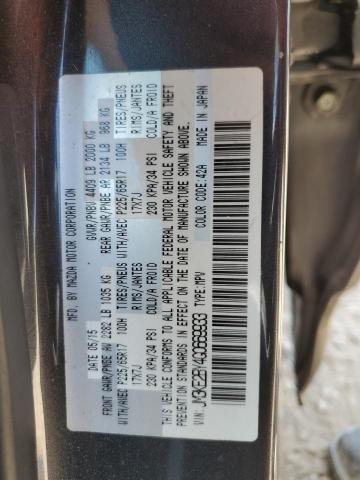 MFD. BY MAZDA MOTOR CORPORATION
DATE 05/15 GVWR/PNBV 4409 LB 2000 KG
FRONT GAWR/PNBE AV 2282 LB 1035 KG REAR GAWR/PNBE AR 2134 LB 968 KG
WITH/AVEC P225/65R17 100H TIRES/PNEUS WITH/AVEC P225/65R17 100H TIRES/PNEUS
17X7J RIMS/JANTES 17X7J RIMS/JANTES
230 KPA/34 PSI COLD/A FROID 230 KPA/34 PSI COLD/A FROID
THIS VEHICLE CONFORMS TO ALL APPLICABLE FEDERAL MOTOR VEHICLE SAFETY AND THEFT
PREVENTION STANDARDS IN EFFECT ON THE DATE OF MANUFACTURE SHOWN ABOVE.
MADE IN JAPAN
VIN: TYPE: MPV COLOR CODE: 42A